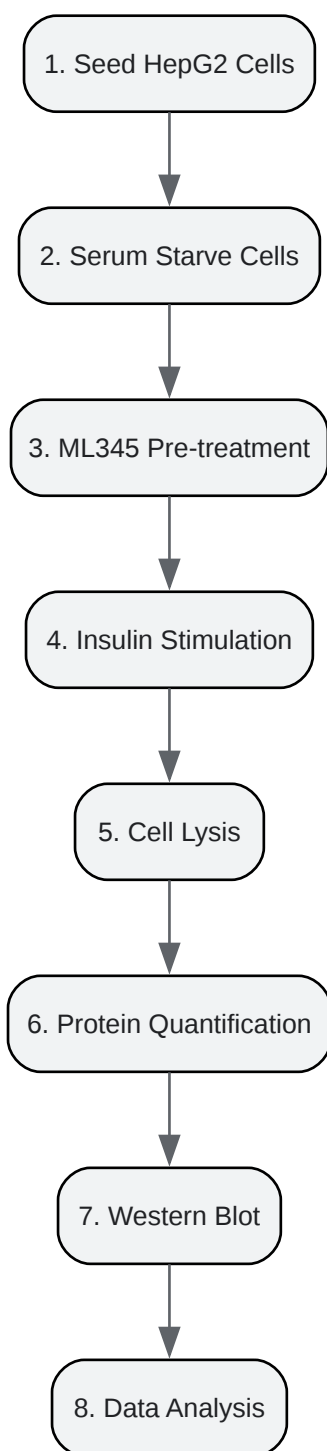 1. Seed HepG2 Cells
2. Serum Starve Cells
3. ML345 Pre-treatment
4. Insulin Stimulation
5. Cell Lysis
6. Protein Quantification
7. Western Blot
8. Data Analysis